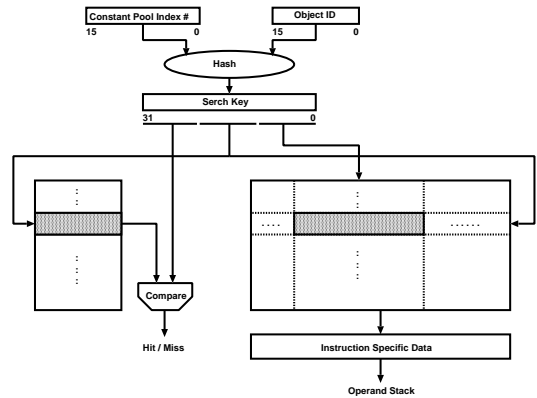 Constant Pool Index #
Object ID
15 0
15 0
Hash
Serch Key
31 0
Compare
Hit / Miss
Instruction Specific Data
Operand Stack